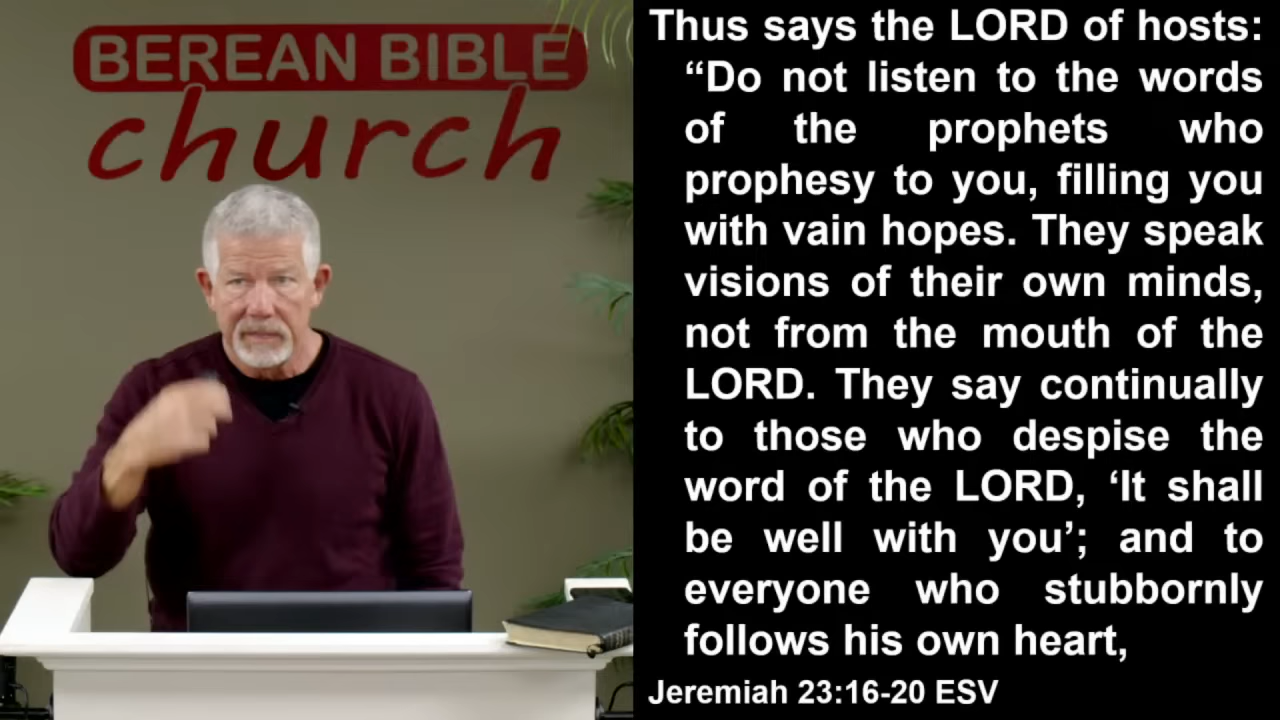 BEREAN BIBLE
church
Thus says the LORD of hosts:
“Do not listen to the words
of the prophets who
prophesy to you, filling you
with vain hopes. They speak
visions of their own minds,
not from the mouth of the
LORD. They say continually
to those who despise the
word of the LORD, ‘It shall
be well with you’; and to
everyone who stubbornly
follows his own heart,
Jeremiah 23:16-20 ESV